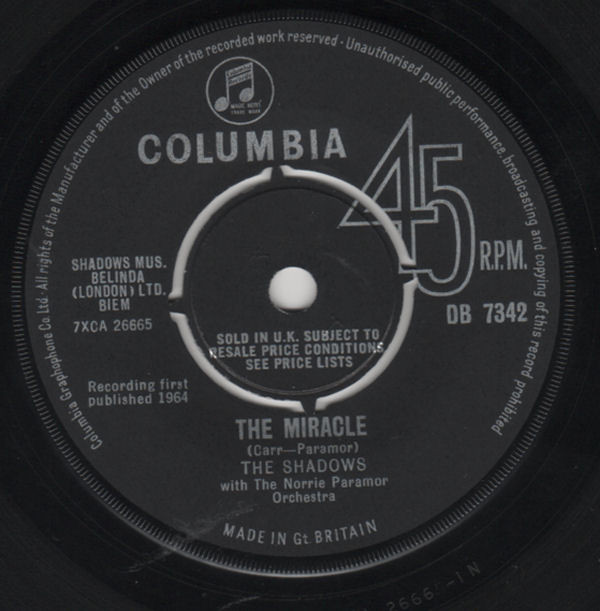 Columbia Graphophone Co. Ltd · All rights of the Manufacturer and of the Owner of the recorded work reserved · Unauthorised public performance, broadcasting and copying of this record prohibited
COLUMBIA
45
R.P.M.
SHADOWS MUS.
BELINDA
(LONDON) LTD.
BIEM
7XCA 26665
DB 7342
SOLD IN U.K. SUBJECT TO
RESALE PRICE CONDITIONS
SEE PRICE LISTS
Recording first
published 1964
THE MIRACLE
(Carr—Paramor)
THE SHADOWS
with The Norrie Paramor
Orchestra
MADE IN Gt. BRITAIN